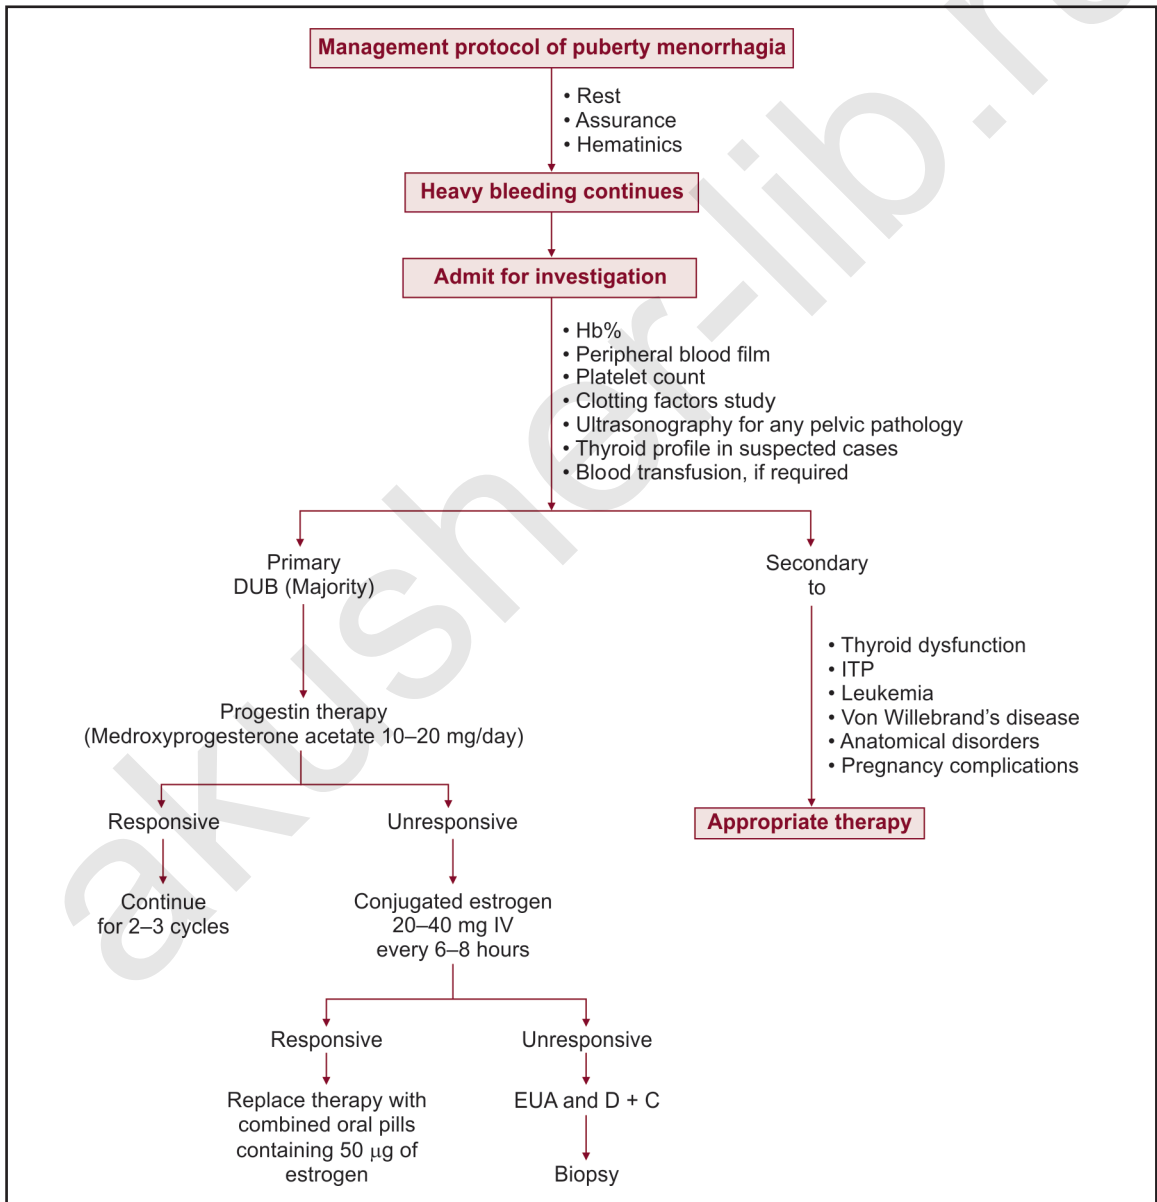 Management protocol of puberty menorrhagia
• Rest
• Assurance
• Hematinics
Heavy bleeding continues
Admit for investigation
• Hb%
• Peripheral blood film
• Platelet count
• Clotting factors study
• Ultrasonography for any pelvic pathology
• Thyroid profile in suspected cases
• Blood transfusion, if required
Primary
DUB (Majority)
Secondary
to
• Thyroid dysfunction
• ITP
• Leukemia
• Von Willebrand's disease
• Anatomical disorders
• Pregnancy complications
Appropriate therapy
Progestin therapy
(Medroxyprogesterone acetate 10–20 mg/day)
Responsive
Unresponsive
Continue
for 2–3 cycles
Conjugated estrogen
20–40 mg IV
every 6–8 hours
Responsive
Unresponsive
Replace therapy with
combined oral pills
containing 50 μg of
estrogen
EUA and D + C
Biopsy
akusher-lib.r